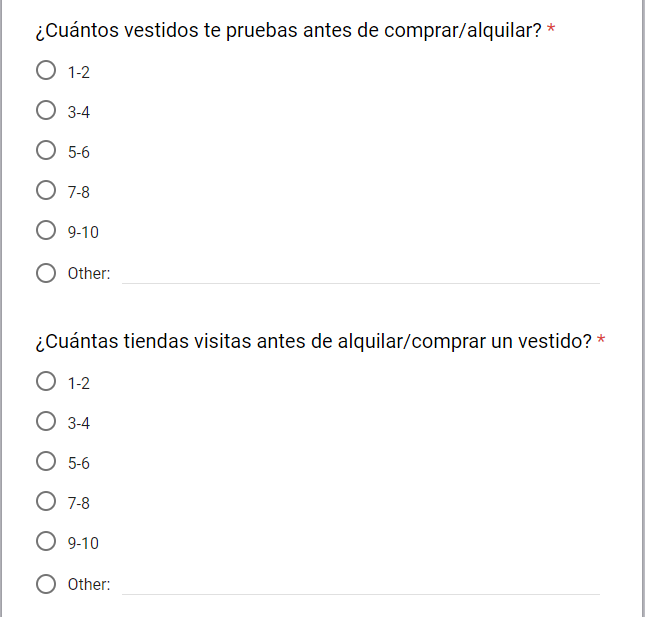 ¿Cuántos vestidos te pruebas antes de comprar/alquilar? *
1-2
3-4
5-6
7-8
9-10
Other:
¿Cuántas tiendas visitas antes de alquilar/comprar un vestido? *
1-2
3-4
5-6
7-8
9-10
Other: